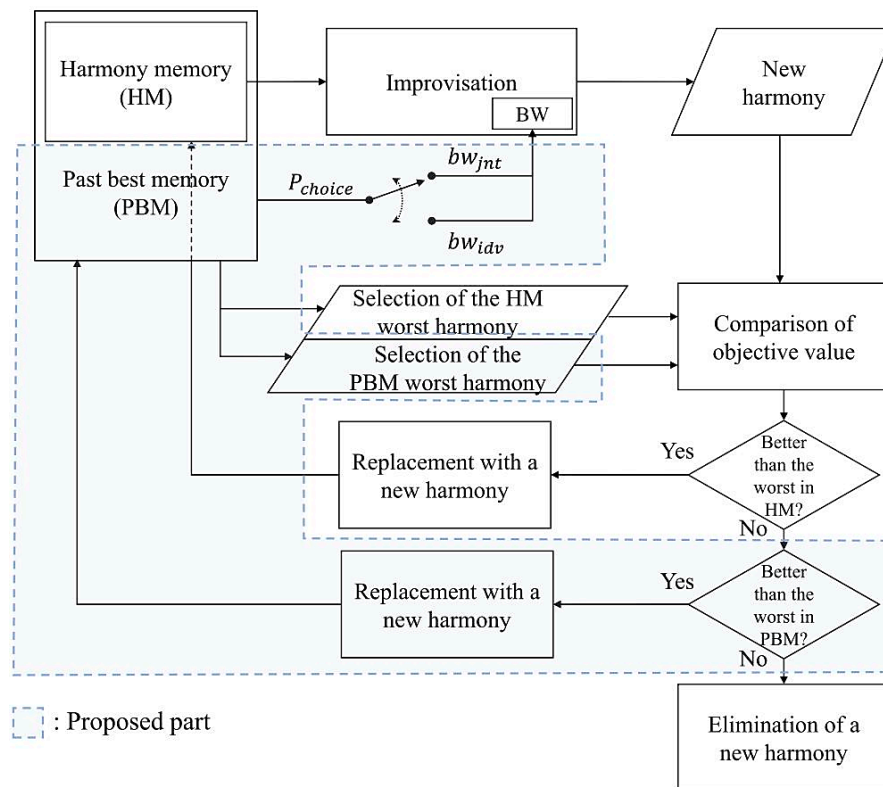 Harmony memory
(HM)
Improvisation
BW
New
harmony
Past best memory
(PBM)
P_choice
bw_jnt
bw_idv
Selection of the HM
worst harmony
Selection of the
PBM worst harmony
Comparison of
objective value
Replacement with a
new harmony
Yes
Better
than the
worst in
HM?
No
Replacement with a
new harmony
Yes
Better
than the
worst in
PBM?
No
: Proposed part
Elimination of a
new harmony